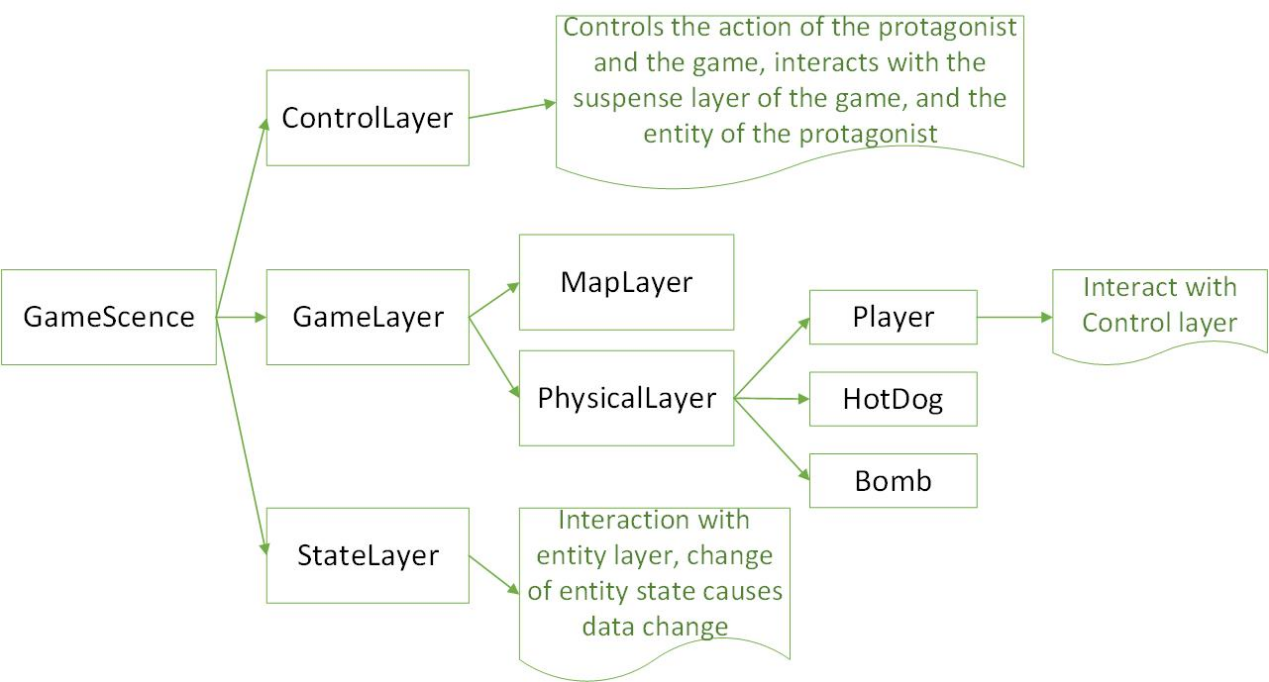 Controls the action of the protagonist
and the game, interacts with the
suspense layer of the game, and the
entity of the protagonist
ControlLayer
GameScence
GameLayer
MapLayer
PhysicalLayer
Player
Interact with
Control layer
HotDog
Bomb
StateLayer
Interaction with
entity layer, change
of entity state causes
data change